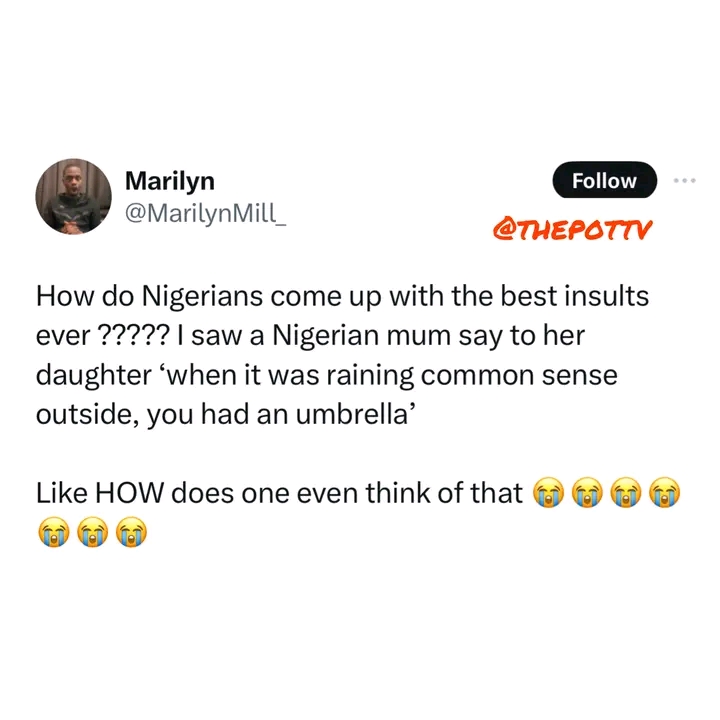 Marilyn
Follow
@MarilynMill_
@THEPOTTV
How do Nigerians come up with the best insults
ever ????? I saw a Nigerian mum say to her
daughter ‘when it was raining common sense
outside, you had an umbrella’
Like HOW does one even think of that 😭😭😭😭
😭😭😭